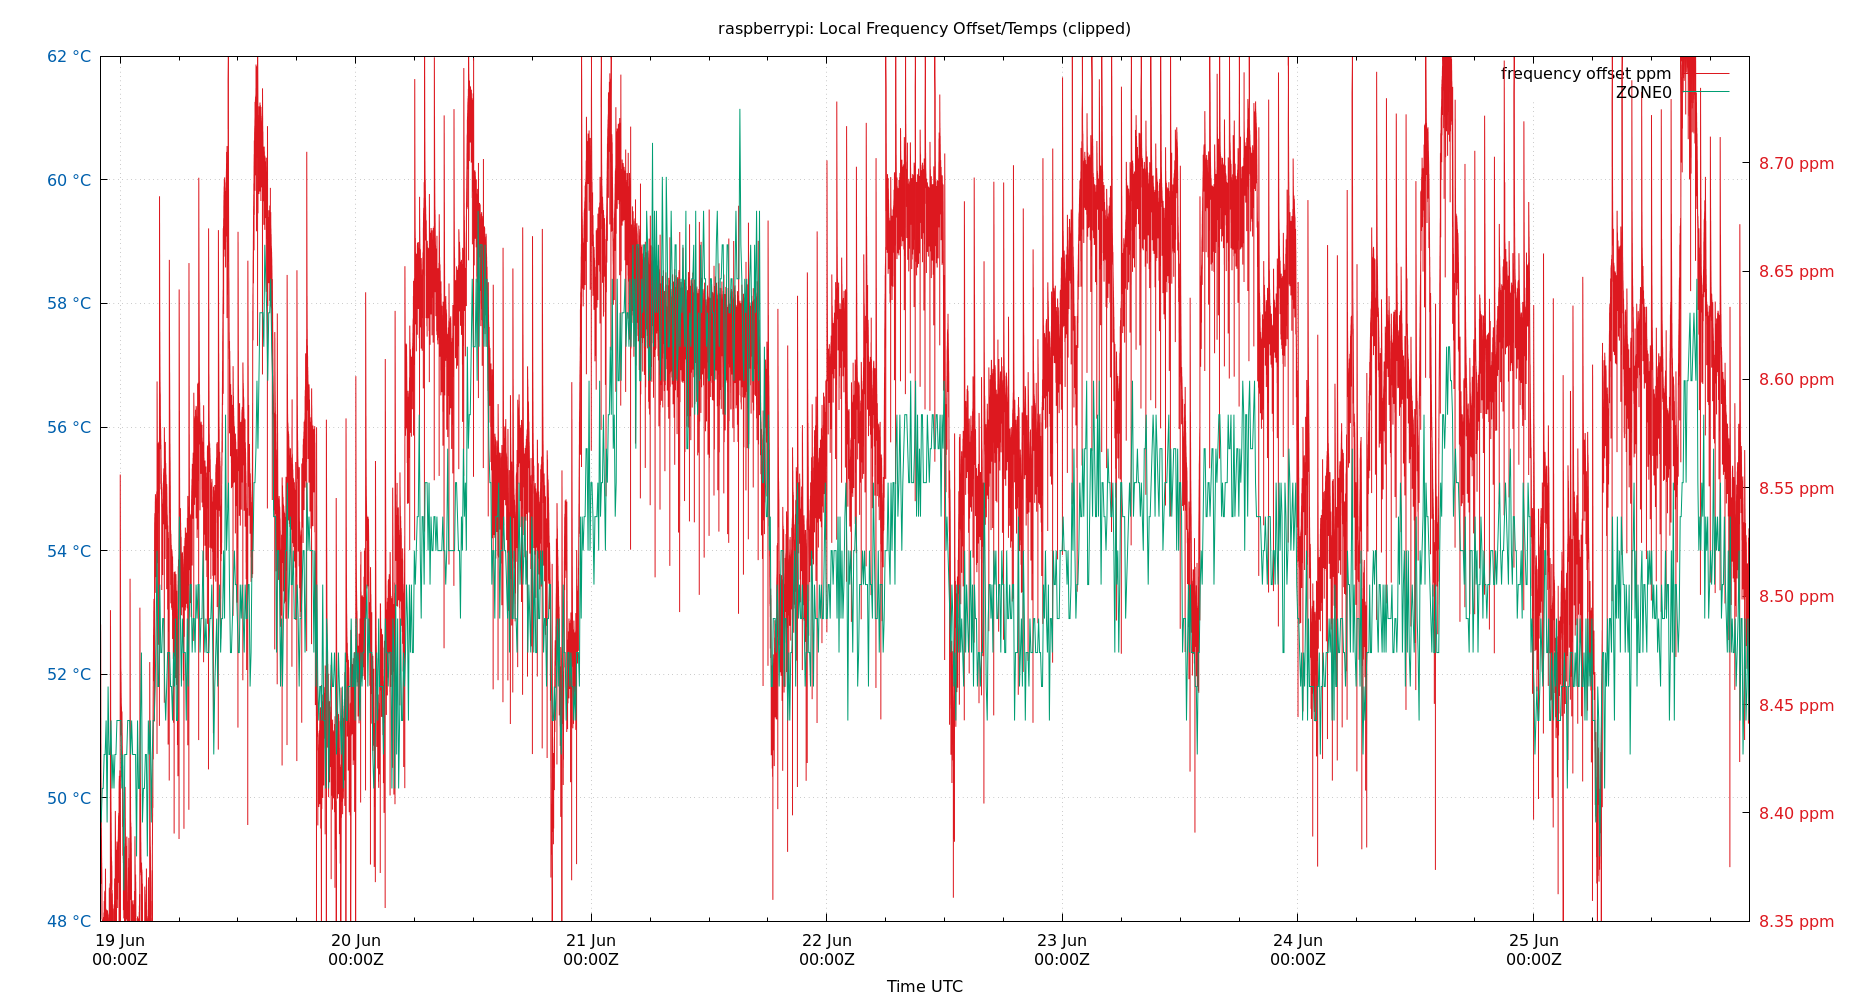 raspberrypi: Local Frequency Offset/Temps (clipped)
frequency offset ppm
ZONE0
62 °C
60 °C
58 °C
56 °C
54 °C
52 °C
50 °C
48 °C
8.70 ppm
8.65 ppm
8.60 ppm
8.55 ppm
8.50 ppm
8.45 ppm
8.40 ppm
8.35 ppm
19 Jun 20 Jun 21 Jun 22 Jun 23 Jun 24 Jun 25 Jun
00:00Z 00:00Z 00:00Z 00:00Z 00:00Z 00:00Z 00:00Z
Time UTC